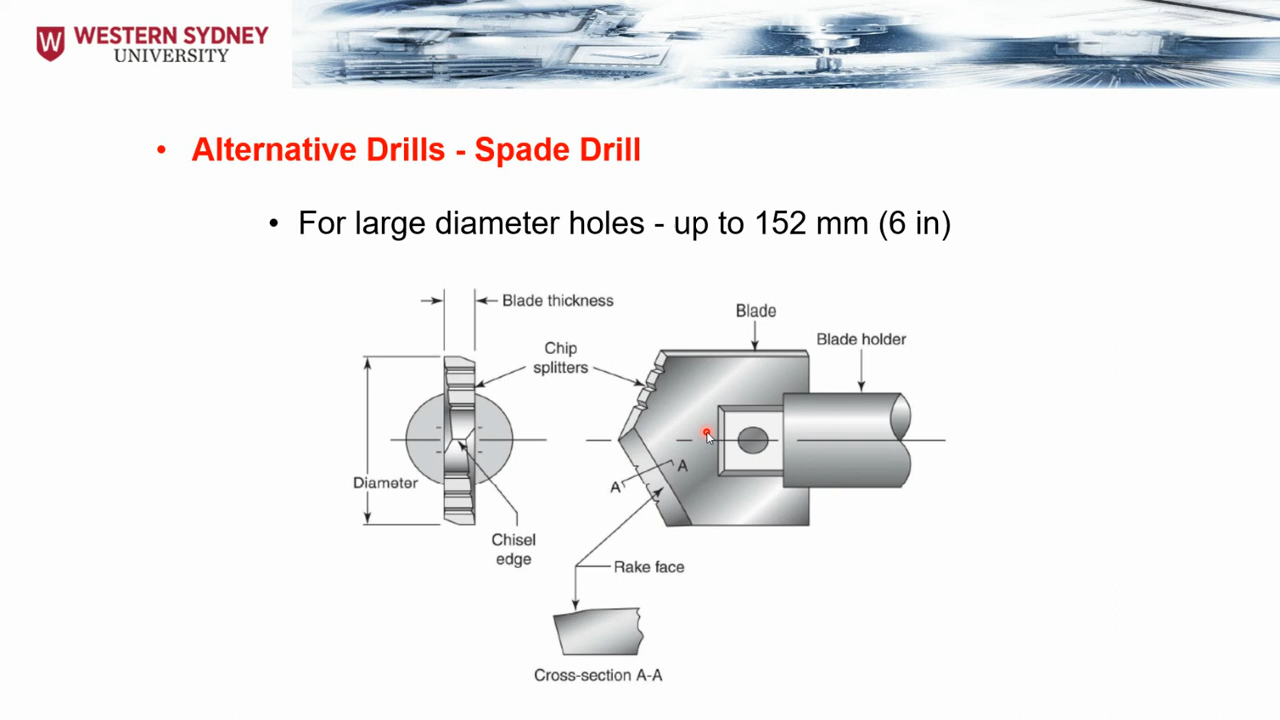 W WESTERN SYDNEY
UNIVERSITY
• Alternative Drills - Spade Drill
• For large diameter holes - up to 152 mm (6 in)
Blade thickness
Chip
splitters
Blade
Blade holder
Diameter
A
A
Chisel
edge
Rake face
Cross-section A-A